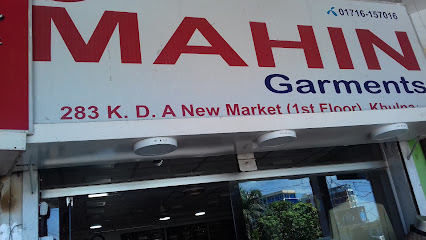 01716-157016
MAHIN
Garments
283 K. D. A New Market (1st Floor), Khulna